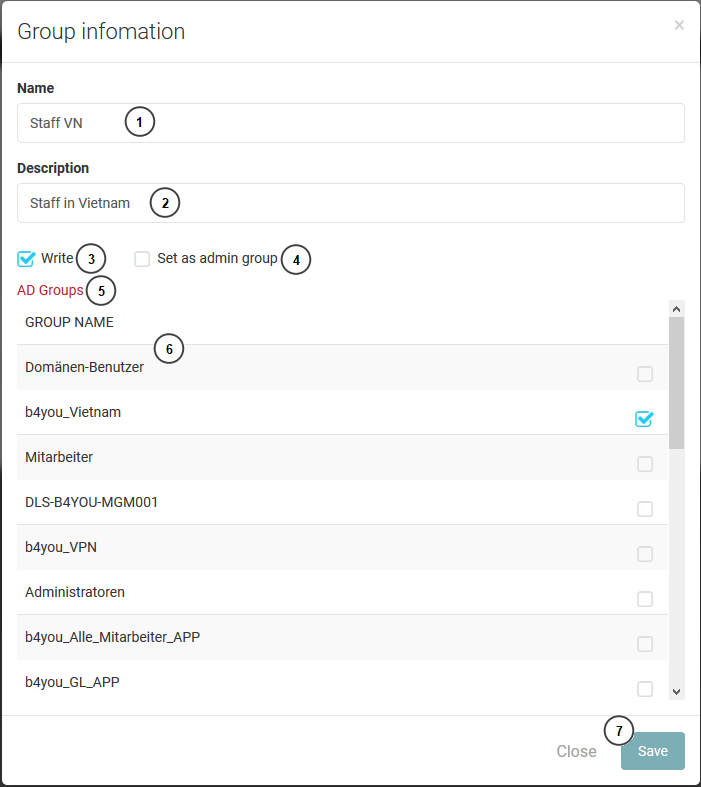 Group infomation ×
Name
Staff VN 1
Description
Staff in Vietnam 2
Write 3 Set as admin group 4
AD Groups 5
GROUP NAME
6
Domänen-Benutzer
b4you_Vietnam
Mitarbeiter
DLS-B4YOU-MGM001
b4you_VPN
Administratoren
b4you_Alle_Mitarbeiter_APP
b4you_GL_APP
7
Close Save